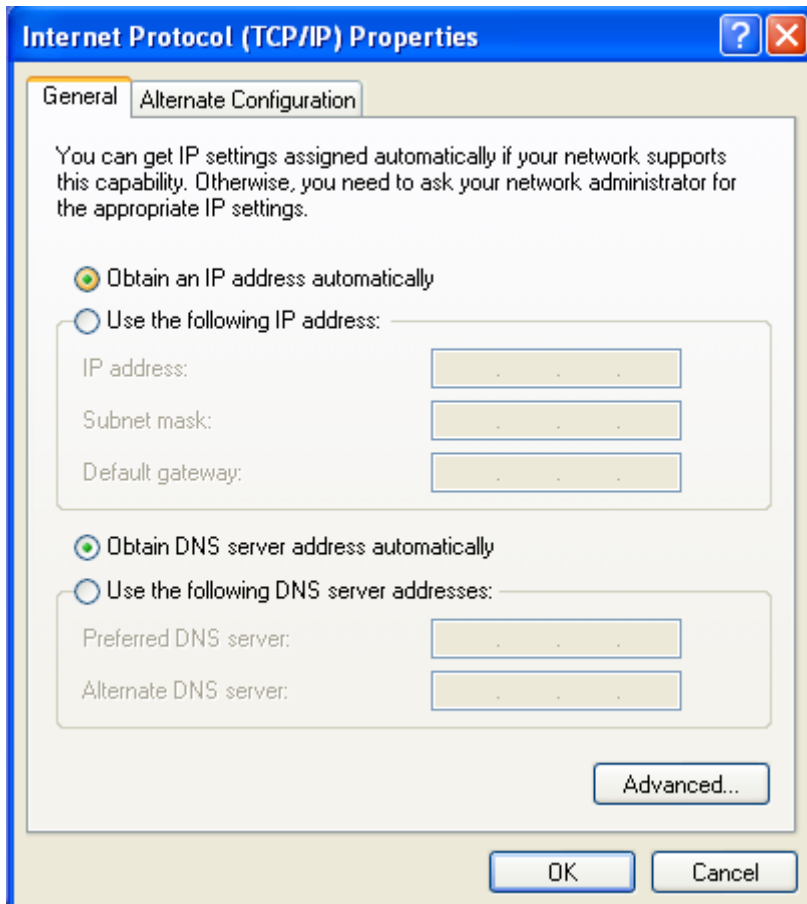 Internet Protocol (TCP/IP) Properties
?
General
Alternate Configuration
You can get IP settings assigned automatically if your network supports
this capability. Otherwise, you need to ask your network administrator for
the appropriate IP settings.
Obtain an IP address automatically
Use the following IP address:
IP address:
Subnet mask:
Default gateway:
Obtain DNS server address automatically
Use the following DNS server addresses:
Preferred DNS server:
Alternate DNS server:
Advanced...
OK
Cancel